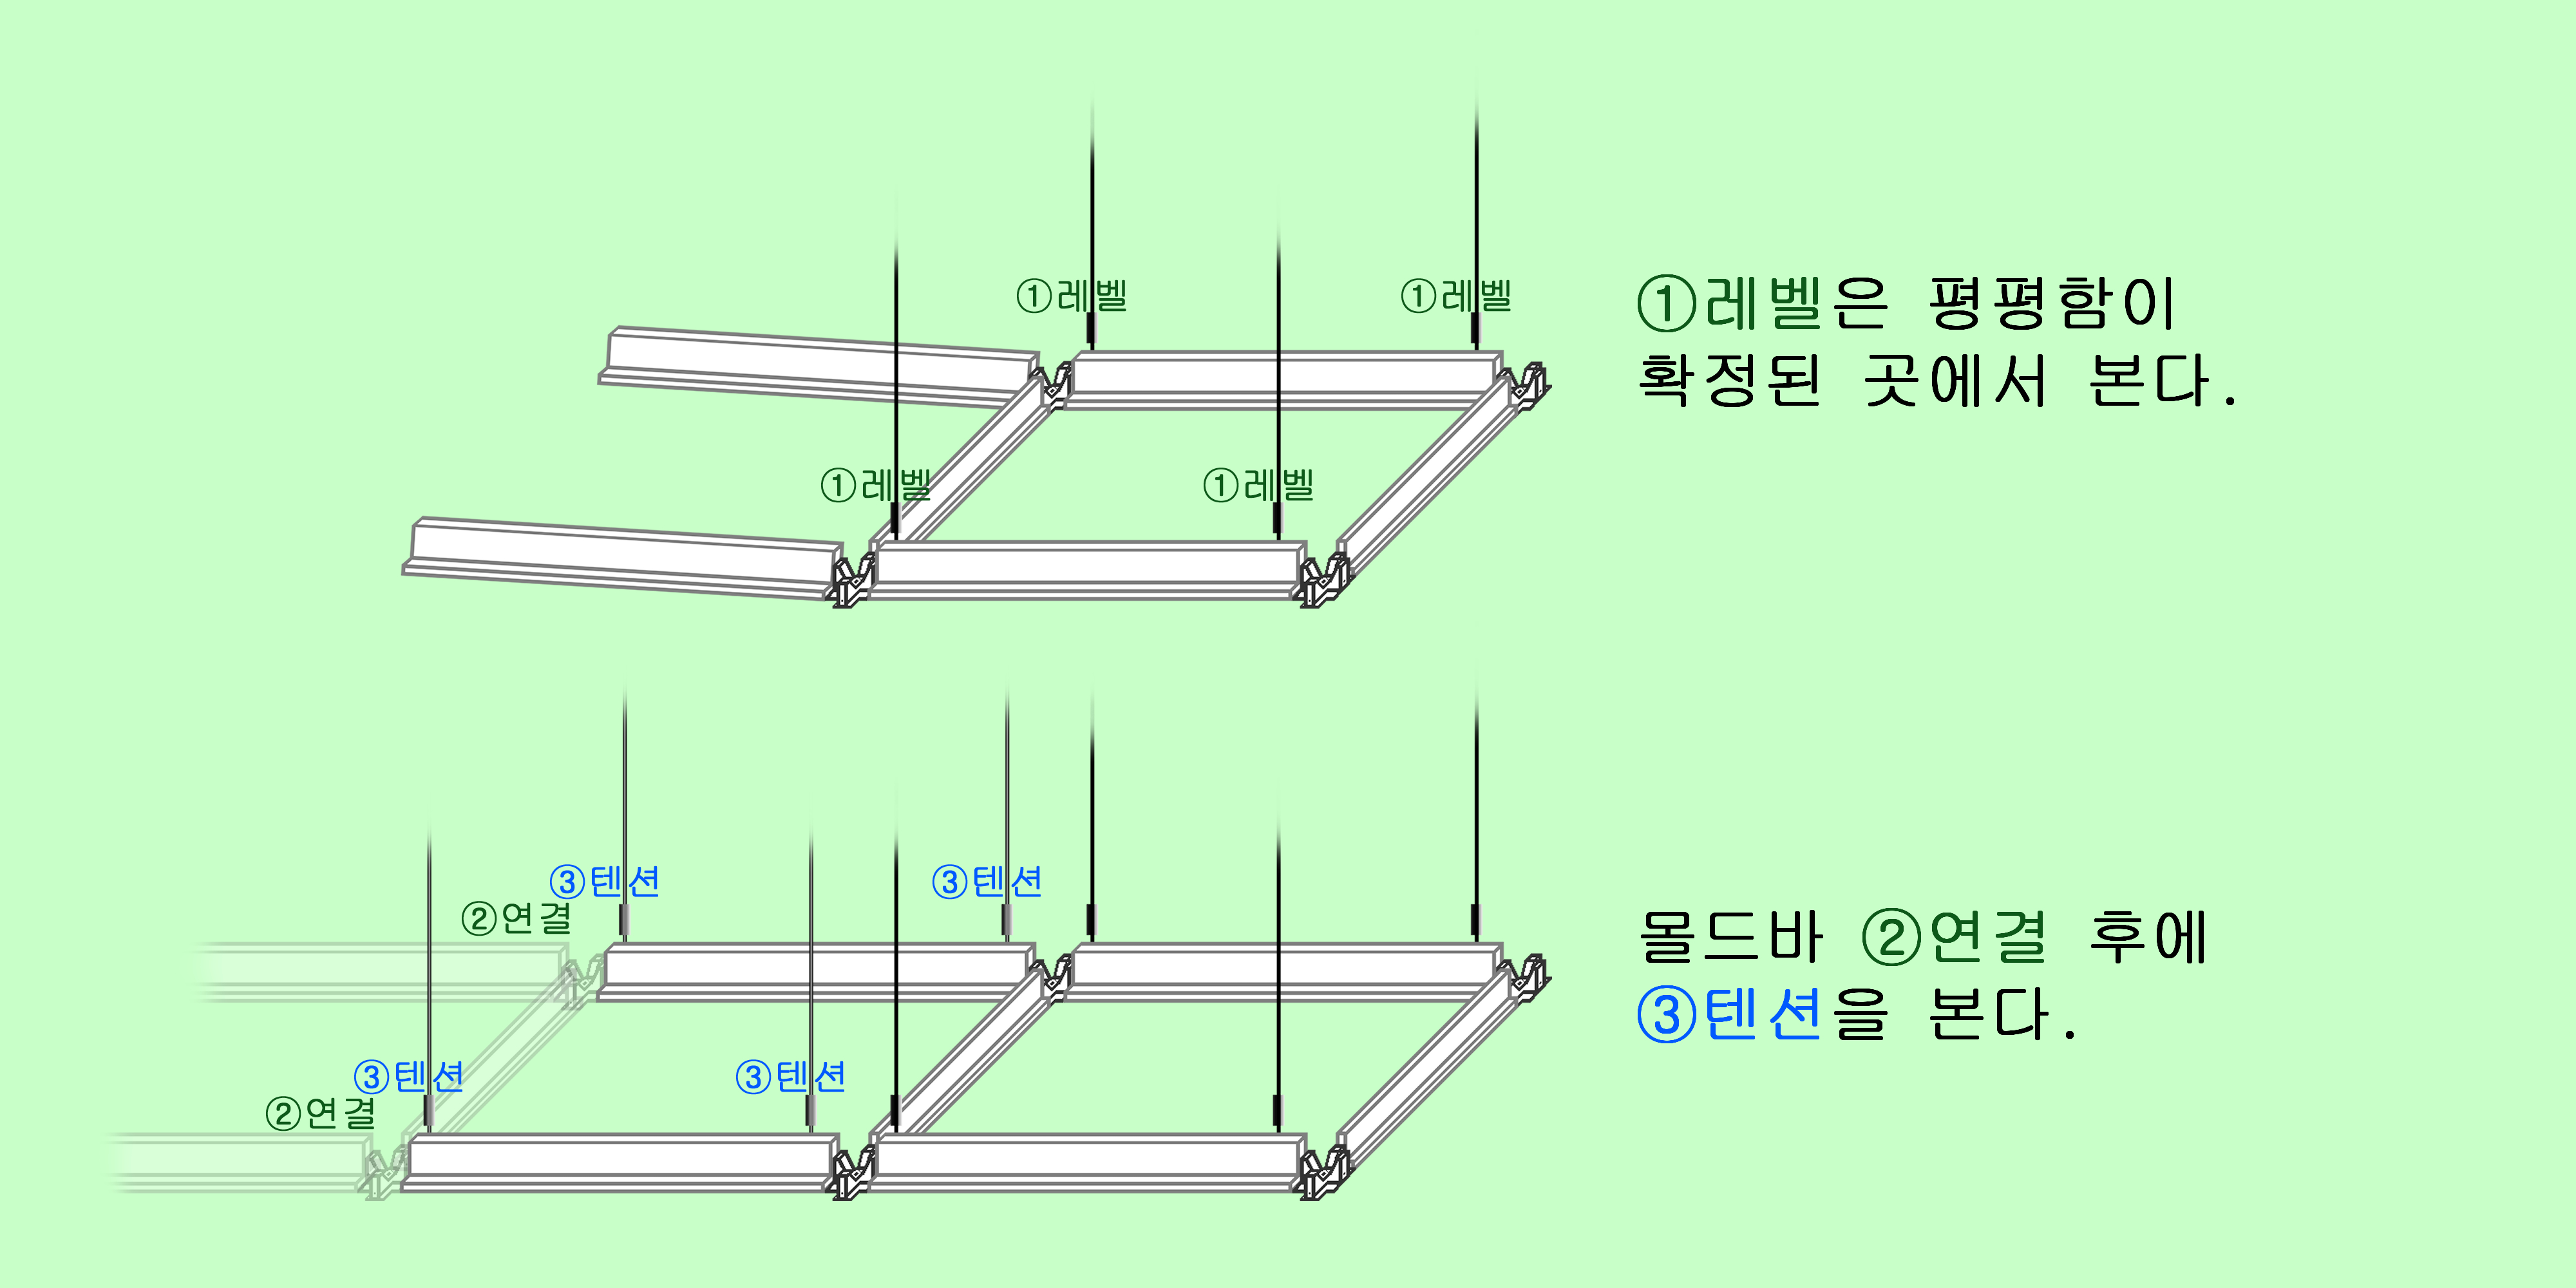 ①레벨 ①레벨
①레벨은 평평함이
확정된 곳에서 본다.
①레벨 ①레벨
③텐션 ③텐션
②연결
몰드바 ②연결 후에
③텐션을 본다.
③텐션 ③텐션
②연결